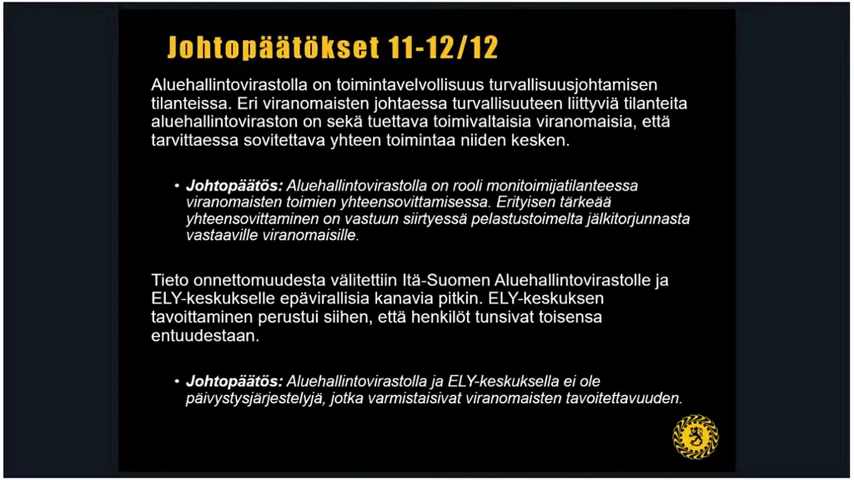 Johtopäätökset 11-12/12
Aluehallintovirastolla on toimintavelvollisuus turvallisuusjohtamisen
tilanteissa. Eri viranomaisten johtaessa turvallisuuteen liittyviä tilanteita
aluehallintoviraston on sekä tuettava toimivaltaisia viranomaisia, että
tarvittaessa sovitettava yhteen toimintaa niiden kesken.
• Johtopäätös: Aluehallintovirastolla on rooli monitoimijatilanteessa
viranomaisten toimien yhteensovittamisessa. Erityisen tärkeää
yhteensovittaminen on vastuun siirtyessä pelastustoimelta jälkitorjunnasta
vastaaville viranomaisille.
Tieto onnettomuudesta välitettiin Itä-Suomen Aluehallintovirastolle ja
ELY-keskukselle epävirallisia kanavia pitkin. ELY-keskuksen
tavoittaminen perustui siihen, että henkilöt tunsivat toisensa
entuudestaan.
• Johtopäätös: Aluehallintovirastolla ja ELY-keskuksella ei ole
päivystysjärjestelyjä, jotka varmistaisivat viranomaisten tavoitettavuuden.